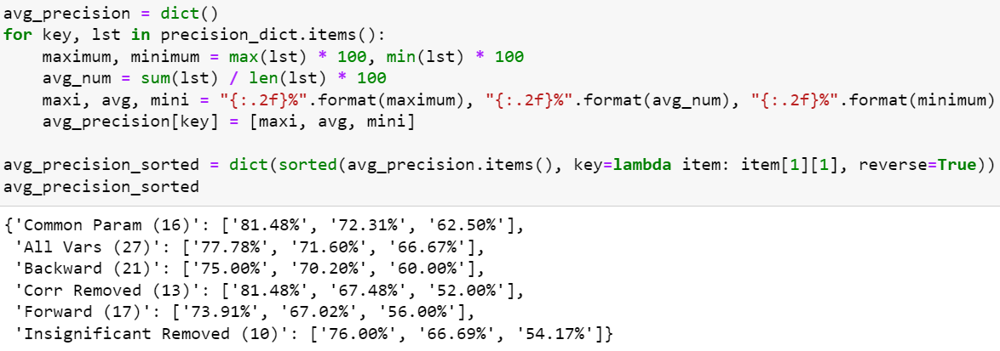 avg_precision = dict()
for key, lst in precision_dict.items():
    maximum, minimum = max(lst) * 100, min(lst) * 100
    avg_num = sum(lst) / len(lst) * 100
    maxi, avg, mini = "{:.2f}%".format(maximum), "{:.2f}%".format(avg_num), "{:.2f}%".format(minimum)
    avg_precision[key] = [maxi, avg, mini]

avg_precision_sorted = dict(sorted(avg_precision.items(), key=lambda item: item[1][1], reverse=True))
avg_precision_sorted
{'Common Param (16)': ['81.48%', '72.31%', '62.50%'],
 'All Vars (27)': ['77.78%', '71.60%', '66.67%'],
 'Backward (21)': ['75.00%', '70.20%', '60.00%'],
 'Corr Removed (13)': ['81.48%', '67.48%', '52.00%'],
 'Forward (17)': ['73.91%', '67.02%', '56.00%'],
 'Insignificant Removed (10)': ['76.00%', '66.69%', '54.17%']}